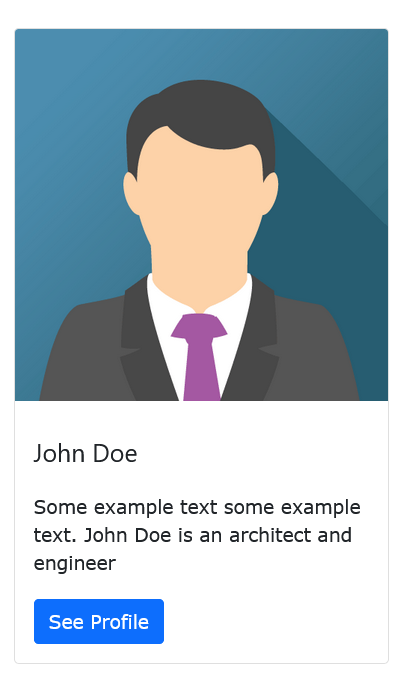 John Doe
Some example text some example
text. John Doe is an architect and
engineer
See Profile